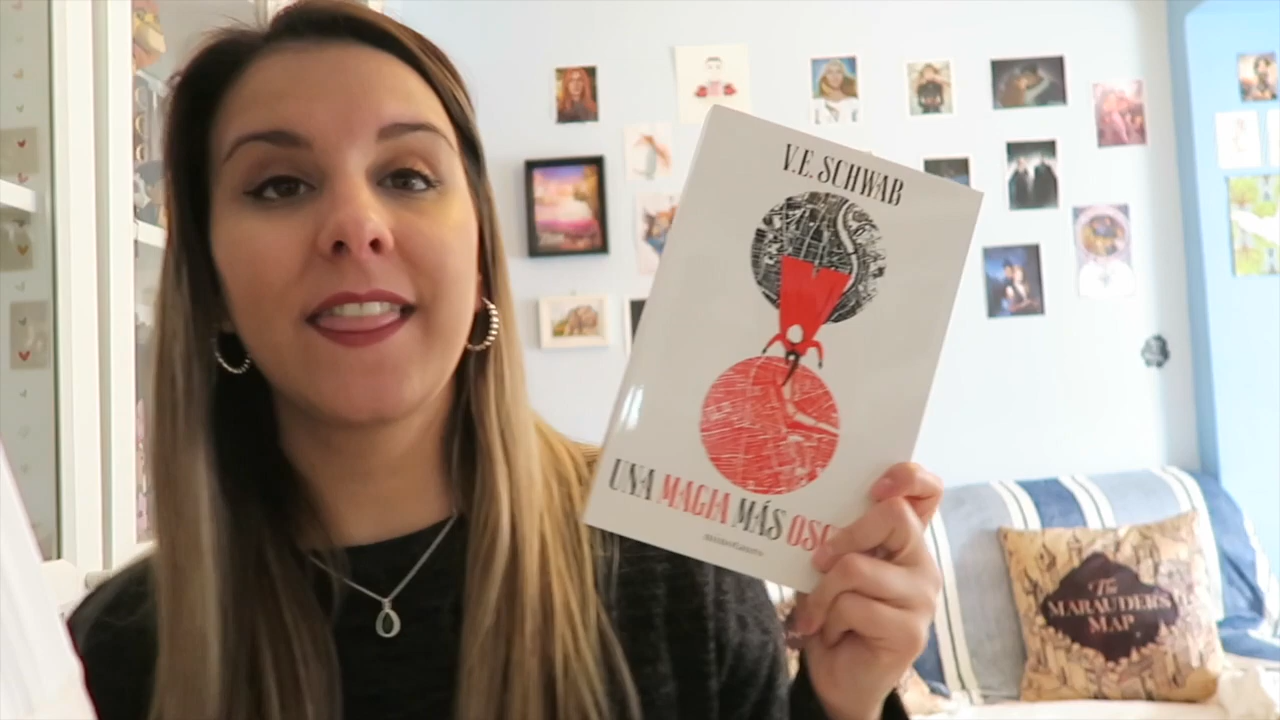 V.E. SCHWAB
UNA MAGIA MÁS OSC
The
MARAUDER'S
MAP